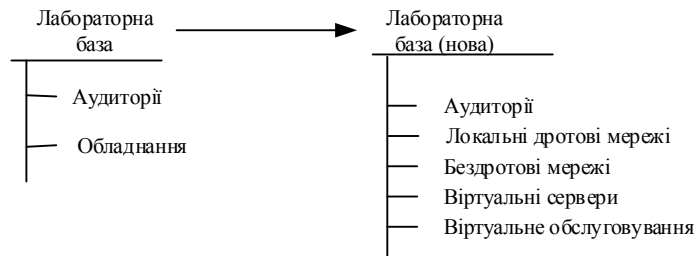 Лабораторна
база
Аудиторії
Обладнання
Лабораторна
база (нова)
Аудиторії
Локальні дротові мережі
Бездротові мережі
Віртуальні сервери
Віртуальне обслуговування